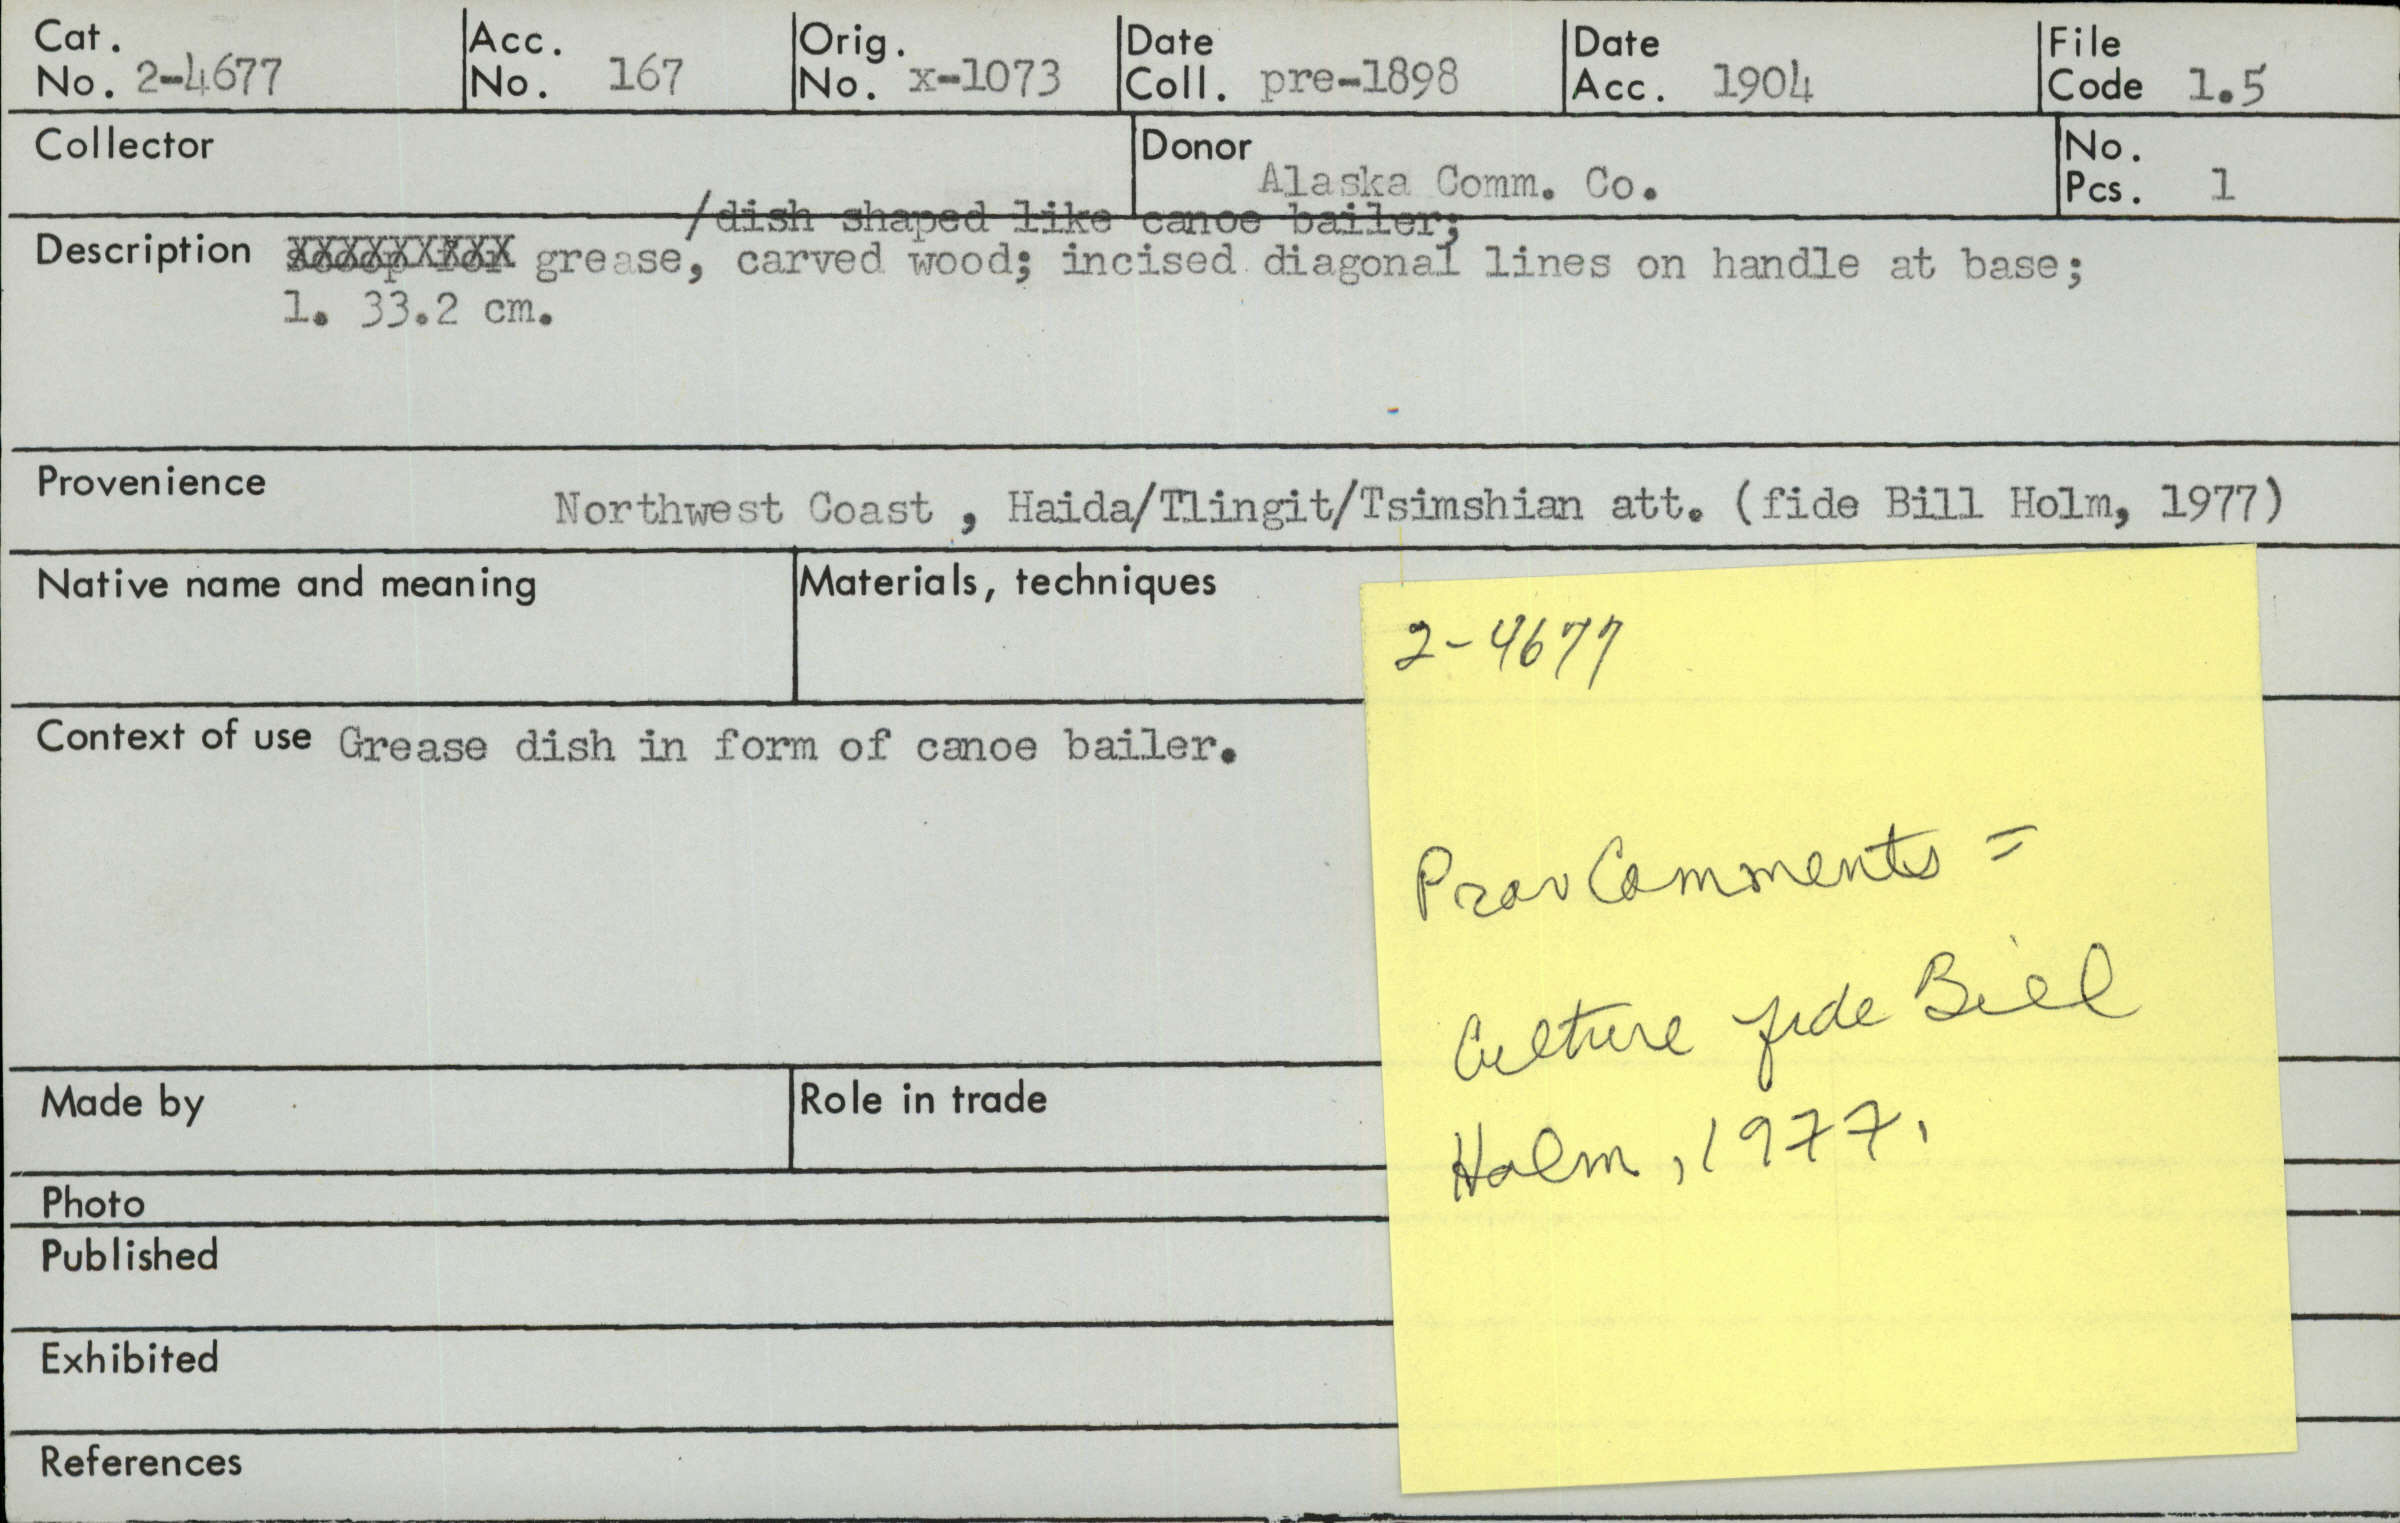 Cat. No. 2-4677 Acc. No. 167 Orig. No. x-1073 Date Coll. pre-1898 Date Acc. 1904 File Code 1.5
Collector Donor Alaska Comm. Co. No. Pcs. 1
/dish shaped like canoe bailer;
Description scoop for grease, carved wood; incised diagonal lines on handle at base;
l. 33.2 cm.
Provenience Northwest Coast , Haida/Tlingit/Tsimshian att. (fide Bill Holm, 1977)
Native name and meaning Materials, techniques
Context of use Grease dish in form of canoe bailer.
Made by Role in trade
Photo
Published
Exhibited
References
2-4677
Prov Comments =
Culture fide Bill
Holm, 1977.